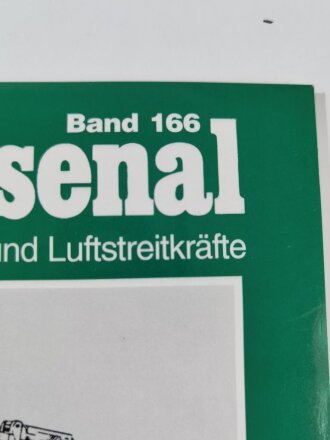 Band 166
senal
und Luftstreitkräfte